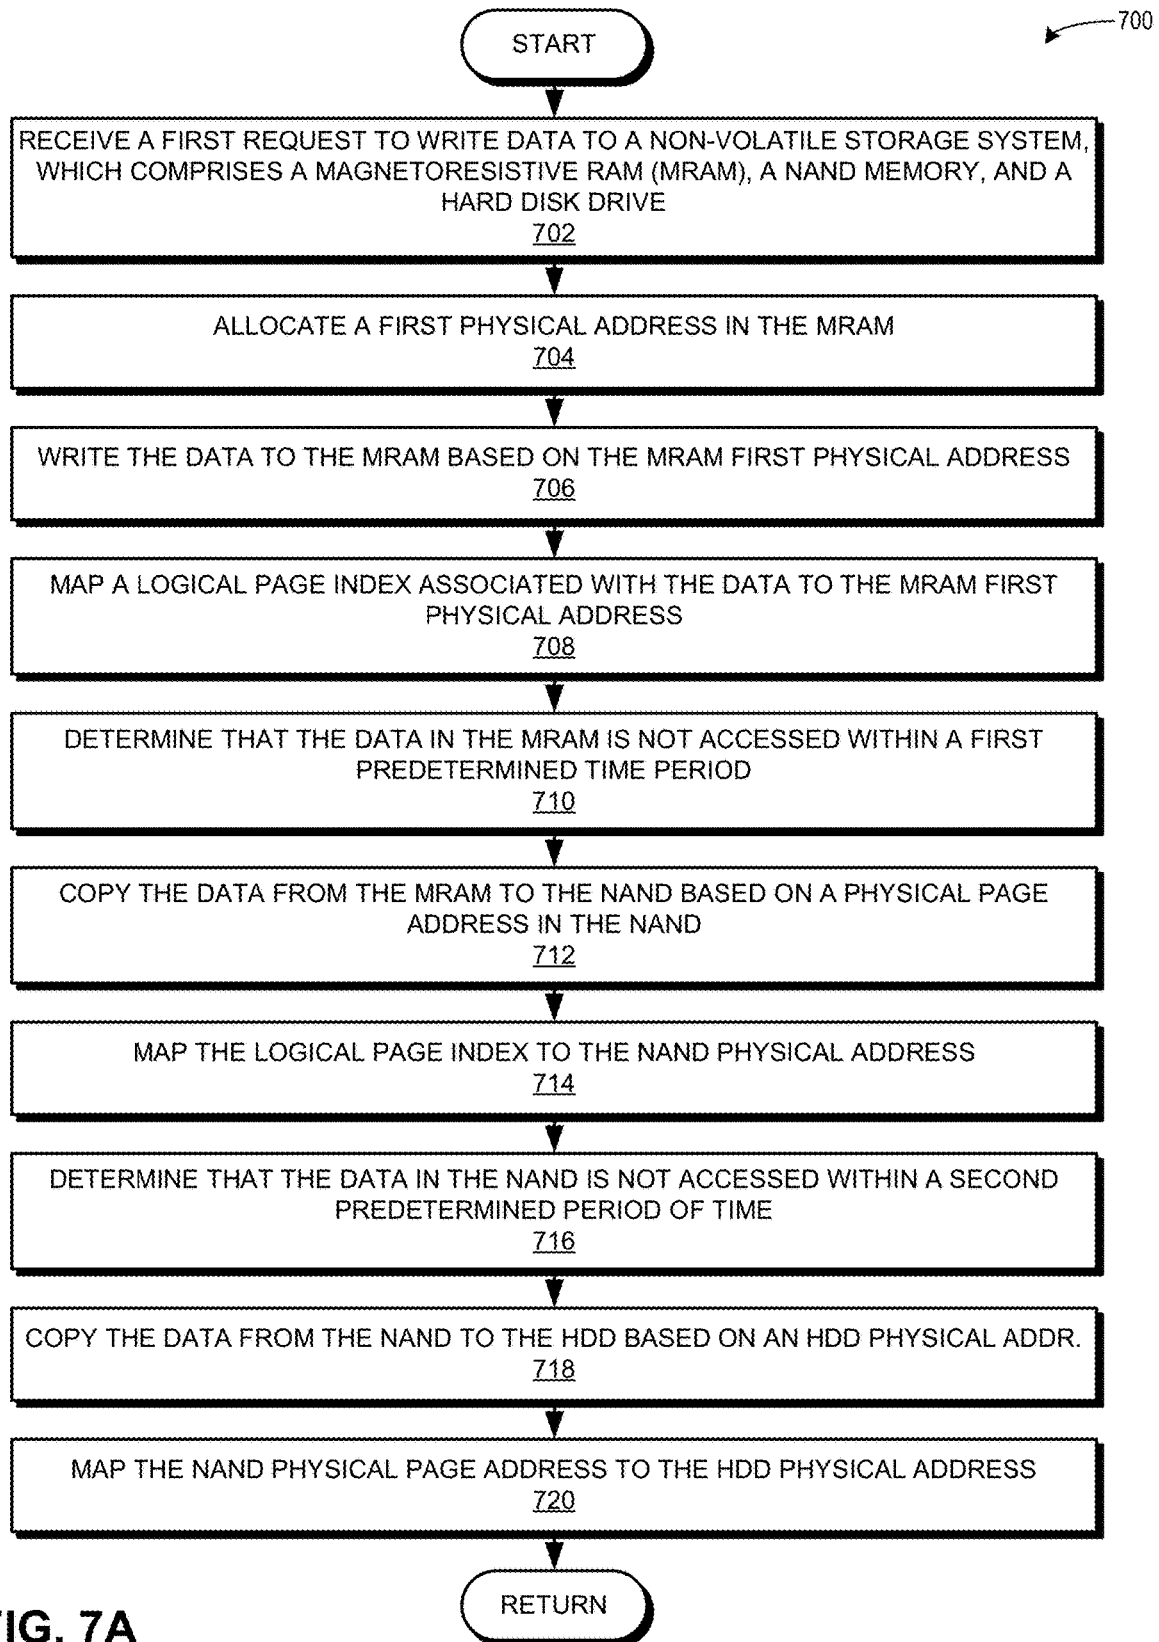 700
START
RECEIVE A FIRST REQUEST TO WRITE DATA TO A NON-VOLATILE STORAGE SYSTEM,
WHICH COMPRISES A MAGNETORESISTIVE RAM (MRAM), A NAND MEMORY, AND A
HARD DISK DRIVE
702
ALLOCATE A FIRST PHYSICAL ADDRESS IN THE MRAM
704
WRITE THE DATA TO THE MRAM BASED ON THE MRAM FIRST PHYSICAL ADDRESS
706
MAP A LOGICAL PAGE INDEX ASSOCIATED WITH THE DATA TO THE MRAM FIRST
PHYSICAL ADDRESS
708
DETERMINE THAT THE DATA IN THE MRAM IS NOT ACCESSED WITHIN A FIRST
PREDETERMINED TIME PERIOD
710
COPY THE DATA FROM THE MRAM TO THE NAND BASED ON A PHYSICAL PAGE
ADDRESS IN THE NAND
712
MAP THE LOGICAL PAGE INDEX TO THE NAND PHYSICAL ADDRESS
714
DETERMINE THAT THE DATA IN THE NAND IS NOT ACCESSED WITHIN A SECOND
PREDETERMINED PERIOD OF TIME
716
COPY THE DATA FROM THE NAND TO THE HDD BASED ON AN HDD PHYSICAL ADDR.
718
MAP THE NAND PHYSICAL PAGE ADDRESS TO THE HDD PHYSICAL ADDRESS
720
RETURN
IG. 7A